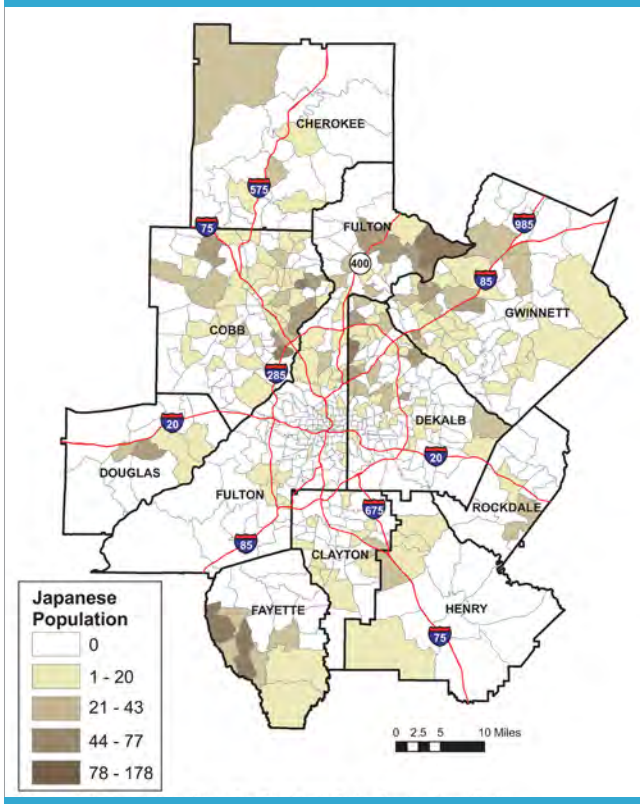 CHEROKEE
575
75
FULTON
985
400
85
COBB
GWINNETT
285
DEKALB
20
20
DOUGLAS
FULTON
ROCKDALE
675
85
CLAYTON
FAYETTE
HENRY
75
Japanese
Population
0
1 - 20
21 - 43
44 - 77
78 - 178
0 2.5 5 10 Miles